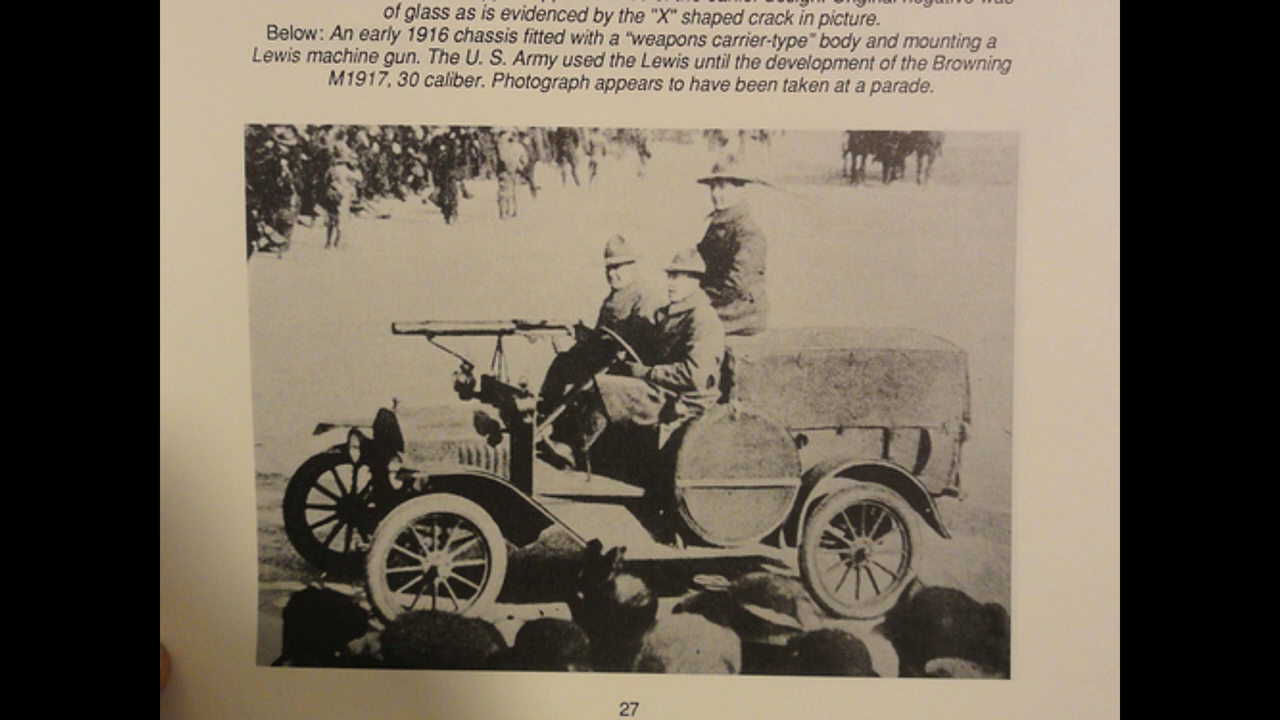 of glass as is evidenced by the "X" shaped crack in picture.
Below: An early 1916 chassis fitted with a “weapons carrier-type” body and mounting a
Lewis machine gun. The U. S. Army used the Lewis until the development of the Browning
M1917, 30 caliber. Photograph appears to have been taken at a parade.
27